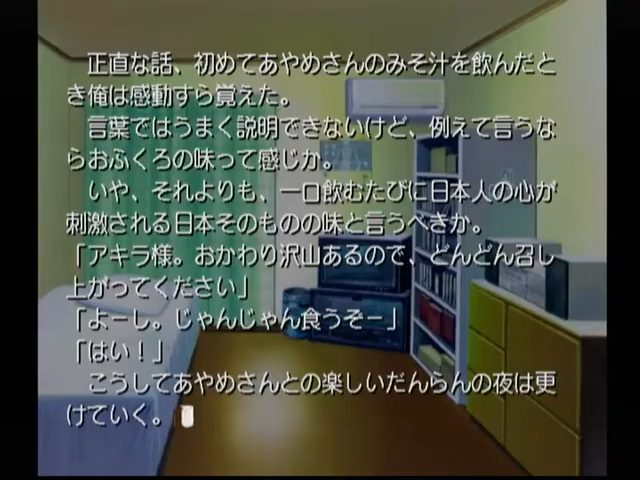 正直な話、初めてあやめさんのみそ汁を飲んだと
き俺は感動すら覚えた。
　言葉ではうまく説明できないけど、例えて言うな
らおふくろの味って感じか。
　いや、それよりも、一口飲むたびに日本人の心が
刺激される日本そのものの味と言うべきか。
「アキラ様。おかわり沢山あるので、どんどん召し
上がってください」
「よーし。じゃんじゃん食うぞー」
「はい！」
　こうしてあやめさんとの楽しいだんらんの夜は更
けていく。